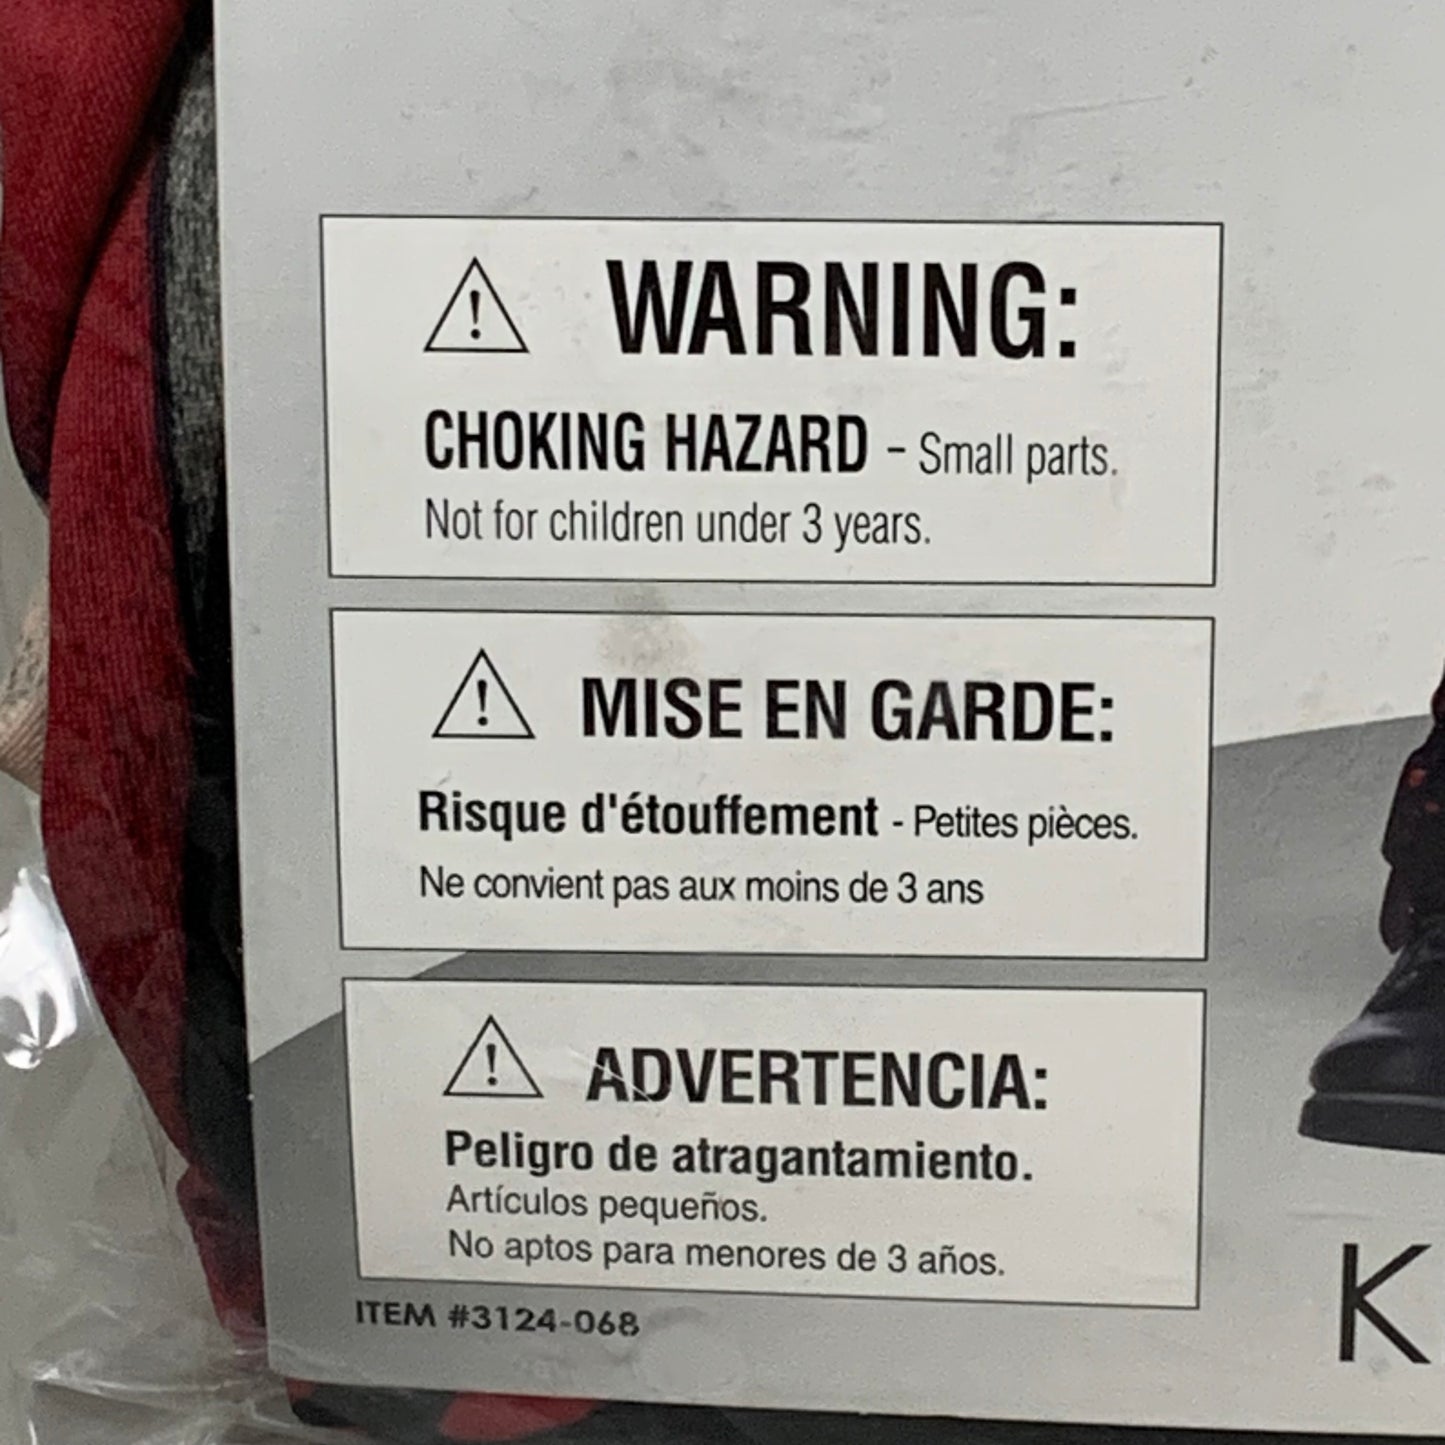 WARNING:
CHOKING HAZARD - Small parts.
Not for children under 3 years.
MISE EN GARDE:
Risque d'étouffement - Petites pièces.
Ne convient pas aux moins de 3 ans
ADVERTENCIA:
Peligro de atragantamiento.
Artículos pequeños.
No aptos para menores de 3 años.
ITEM #3124-068
K